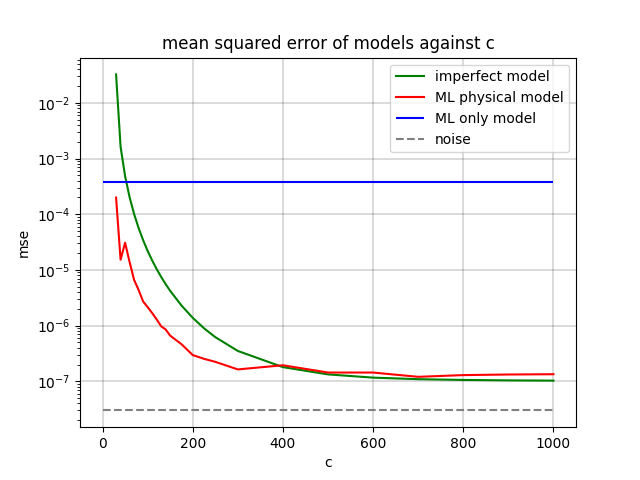 mean squared error of models against c
imperfect model
ML physical model
ML only model
noise
10⁻²
10⁻³
10⁻⁴
10⁻⁵
10⁻⁶
10⁻⁷
mse
0 200 400 600 800 1000
c